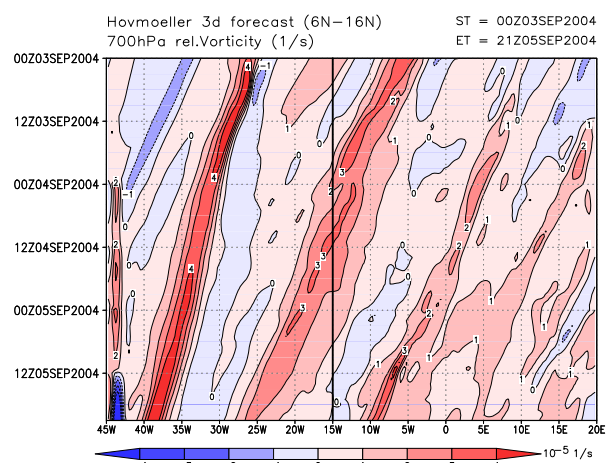 Hovmoeller 3d forecast (6N−16N)
ST = 00Z03SEP2004
700hPa rel.Vorticity (1/s)
ET = 21Z05SEP2004
00Z03SEP2004
12Z03SEP2004
00Z04SEP2004
12Z04SEP2004
00Z05SEP2004
12Z05SEP2004
45W 40W 35W 30W 25W 20W 15W 10W 5W 0 5E 10E 15E 20E
10⁻⁵ 1/s